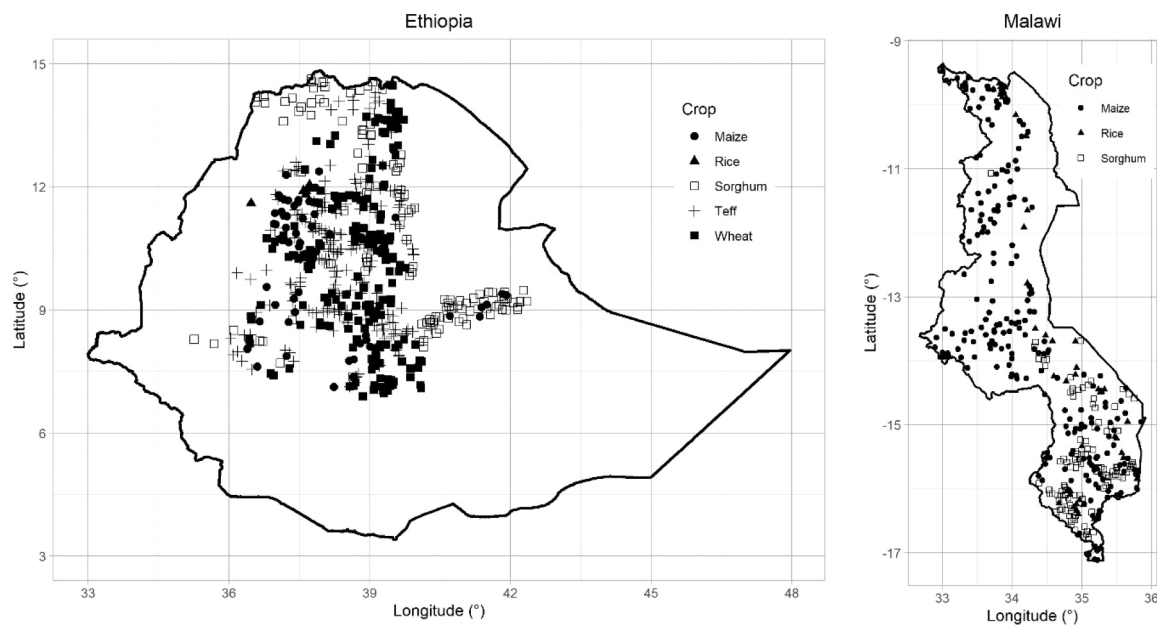 Ethiopia
15
12
9
6
3
Latitude (°)
33
36
39
42
45
48
Longitude (°)
Crop
Maize
Rice
Sorghum
Teff
Wheat
Malawi
-9
-11
-13
-15
-17
Latitude (°)
33
34
35
36
Longitude (°)
Crop
Maize
Rice
Sorghum